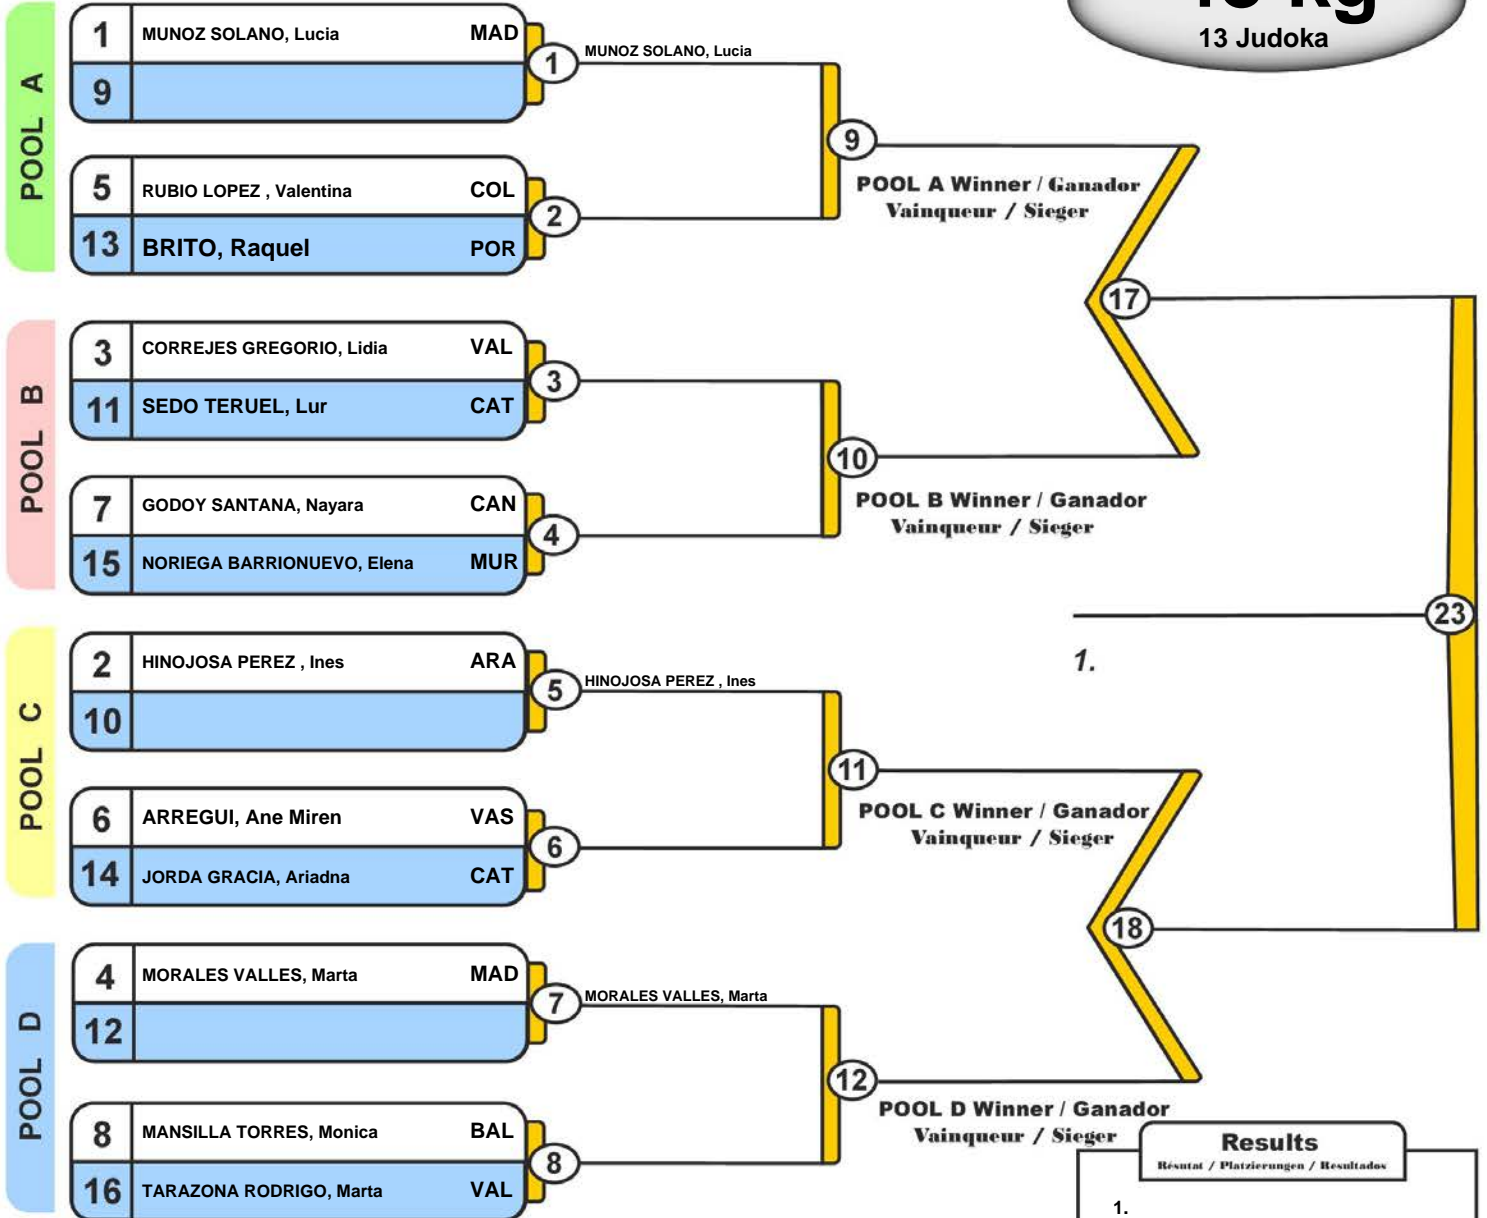 kg
13 Judoka
POOL A
1 MUNOZ SOLANO, Lucia MAD
9
1
MUNOZ SOLANO, Lucia
5 RUBIO LOPEZ , Valentina COL
13 BRITO, Raquel POR
2
9
POOL A Winner / Ganador
Vainqueur / Sieger
POOL B
3 CORREJES GREGORIO, Lidia VAL
11 SEDO TERUEL, Lur CAT
3
7 GODOY SANTANA, Nayara CAN
15 NORIEGA BARRIONUEVO, Elena MUR
4
10
POOL B Winner / Ganador
Vainqueur / Sieger
17
23
1.
POOL C
2 HINOJOSA PEREZ , Ines ARA
10
5
HINOJOSA PEREZ , Ines
6 ARREGUI, Ane Miren VAS
14 JORDA GRACIA, Ariadna CAT
6
11
POOL C Winner / Ganador
Vainqueur / Sieger
18
POOL D
4 MORALES VALLES, Marta MAD
12
7
MORALES VALLES, Marta
8 MANSILLA TORRES, Monica BAL
16 TARAZONA RODRIGO, Marta VAL
8
12
POOL D Winner / Ganador
Vainqueur / Sieger
Results
Résutat / Platzierungen / Resultados
1.